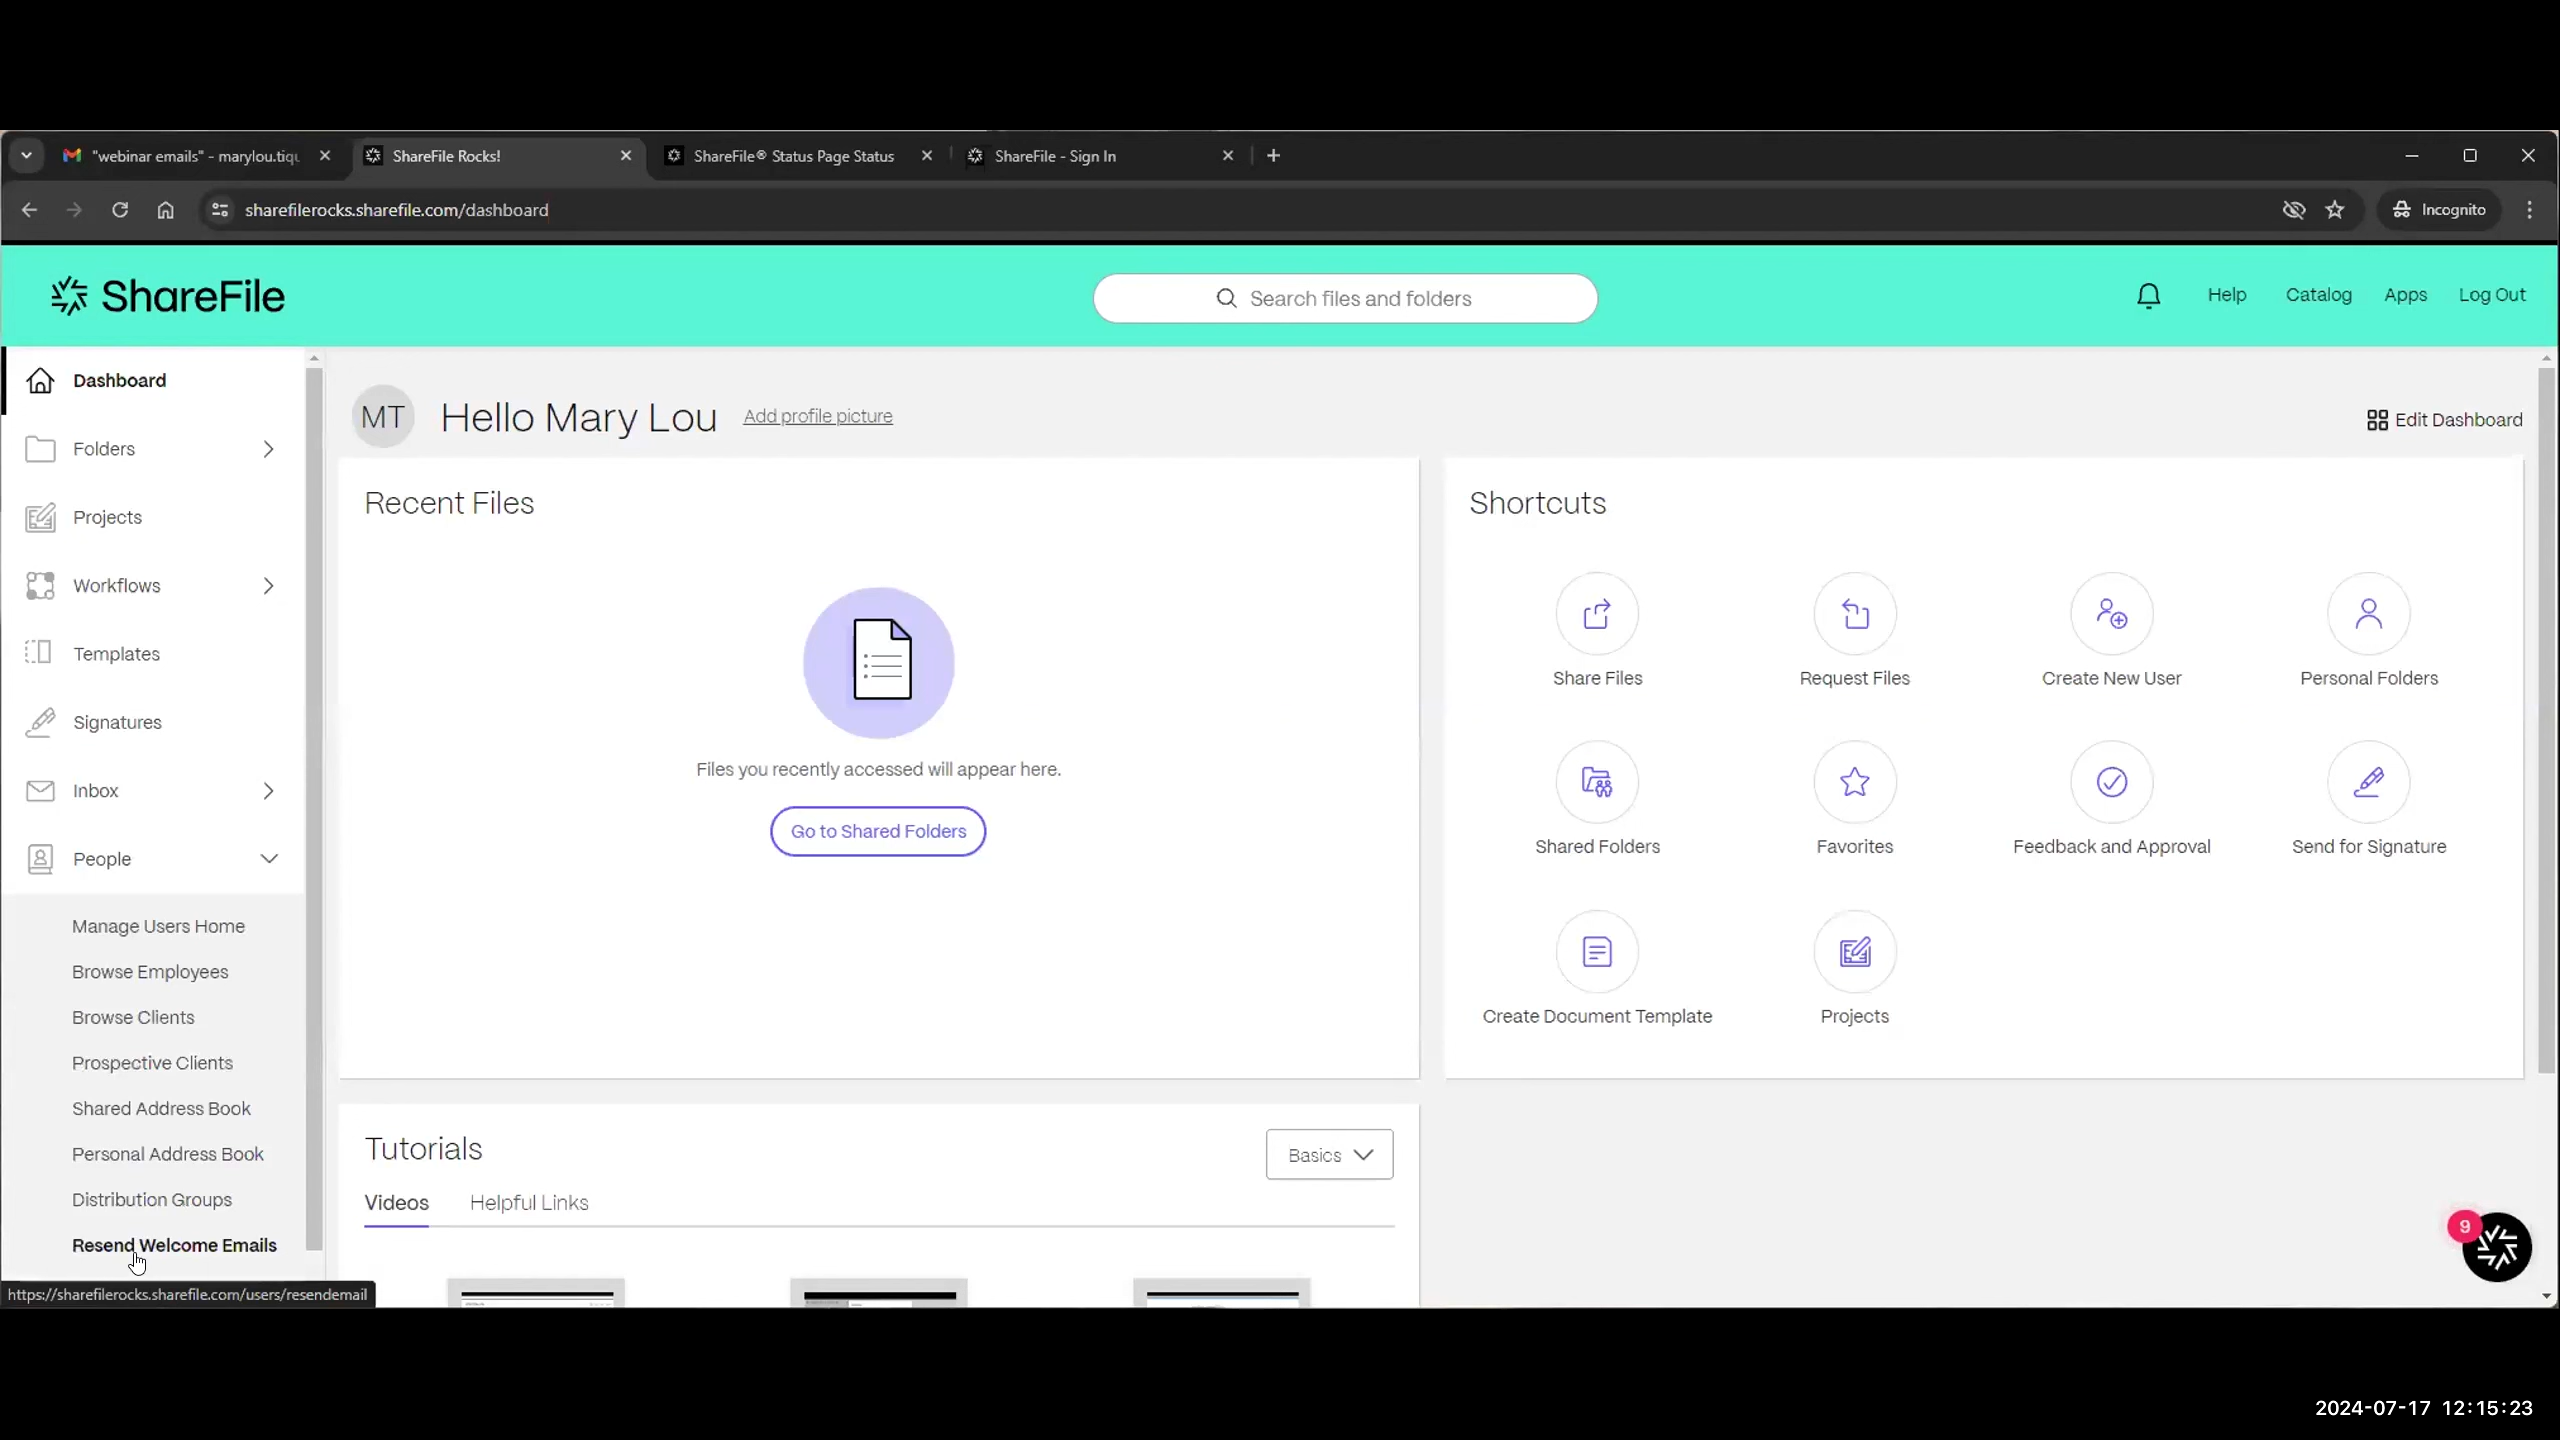 "webinar emails" - marylou.tiqu
ShareFile Rocks!
ShareFile® Status Page Status
ShareFile - Sign In
sharefilerocks.sharefile.com/dashboard
Incognito
ShareFile
Search files and folders
Help
Catalog
Apps
Log Out
Dashboard
Folders
Projects
Workflows
Templates
Signatures
Inbox
People
Manage Users Home
Browse Employees
Browse Clients
Prospective Clients
Shared Address Book
Personal Address Book
Distribution Groups
Resend Welcome Emails
https://sharefilerocks.sharefile.com/users/resendemail
MT
Hello Mary Lou
Add profile picture
Edit Dashboard
Recent Files
Files you recently accessed will appear here.
Go to Shared Folders
Shortcuts
Share Files
Request Files
Create New User
Personal Folders
Shared Folders
Favorites
Feedback and Approval
Send for Signature
Create Document Template
Projects
Tutorials
Basics
Videos
Helpful Links
9
2024-07-17 12:15:23